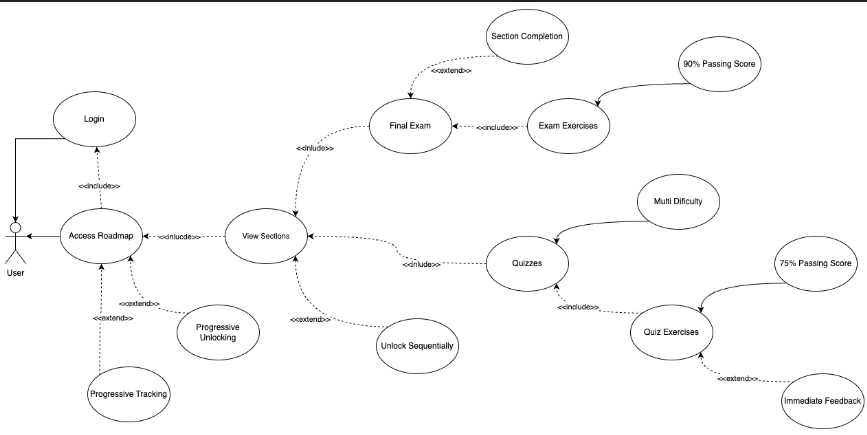 Section Completion
90% Passing Score
<<extend>>
Login
Final Exam
<<include>>
Exam Exercises
<<inlude>>
<<include>>
Multi Dificulty
Access Roadmap
<<inlucde>>
View Sections
<<inlude>>
Quizzes
75% Passing Score
User
<<extend>>
<<extend>>
<<extend>>
Progressive
Unlocking
<<include>>
Quiz Exercises
Unlock Sequentially
<<extend>>
Progressive Tracking
Immediate Feedback